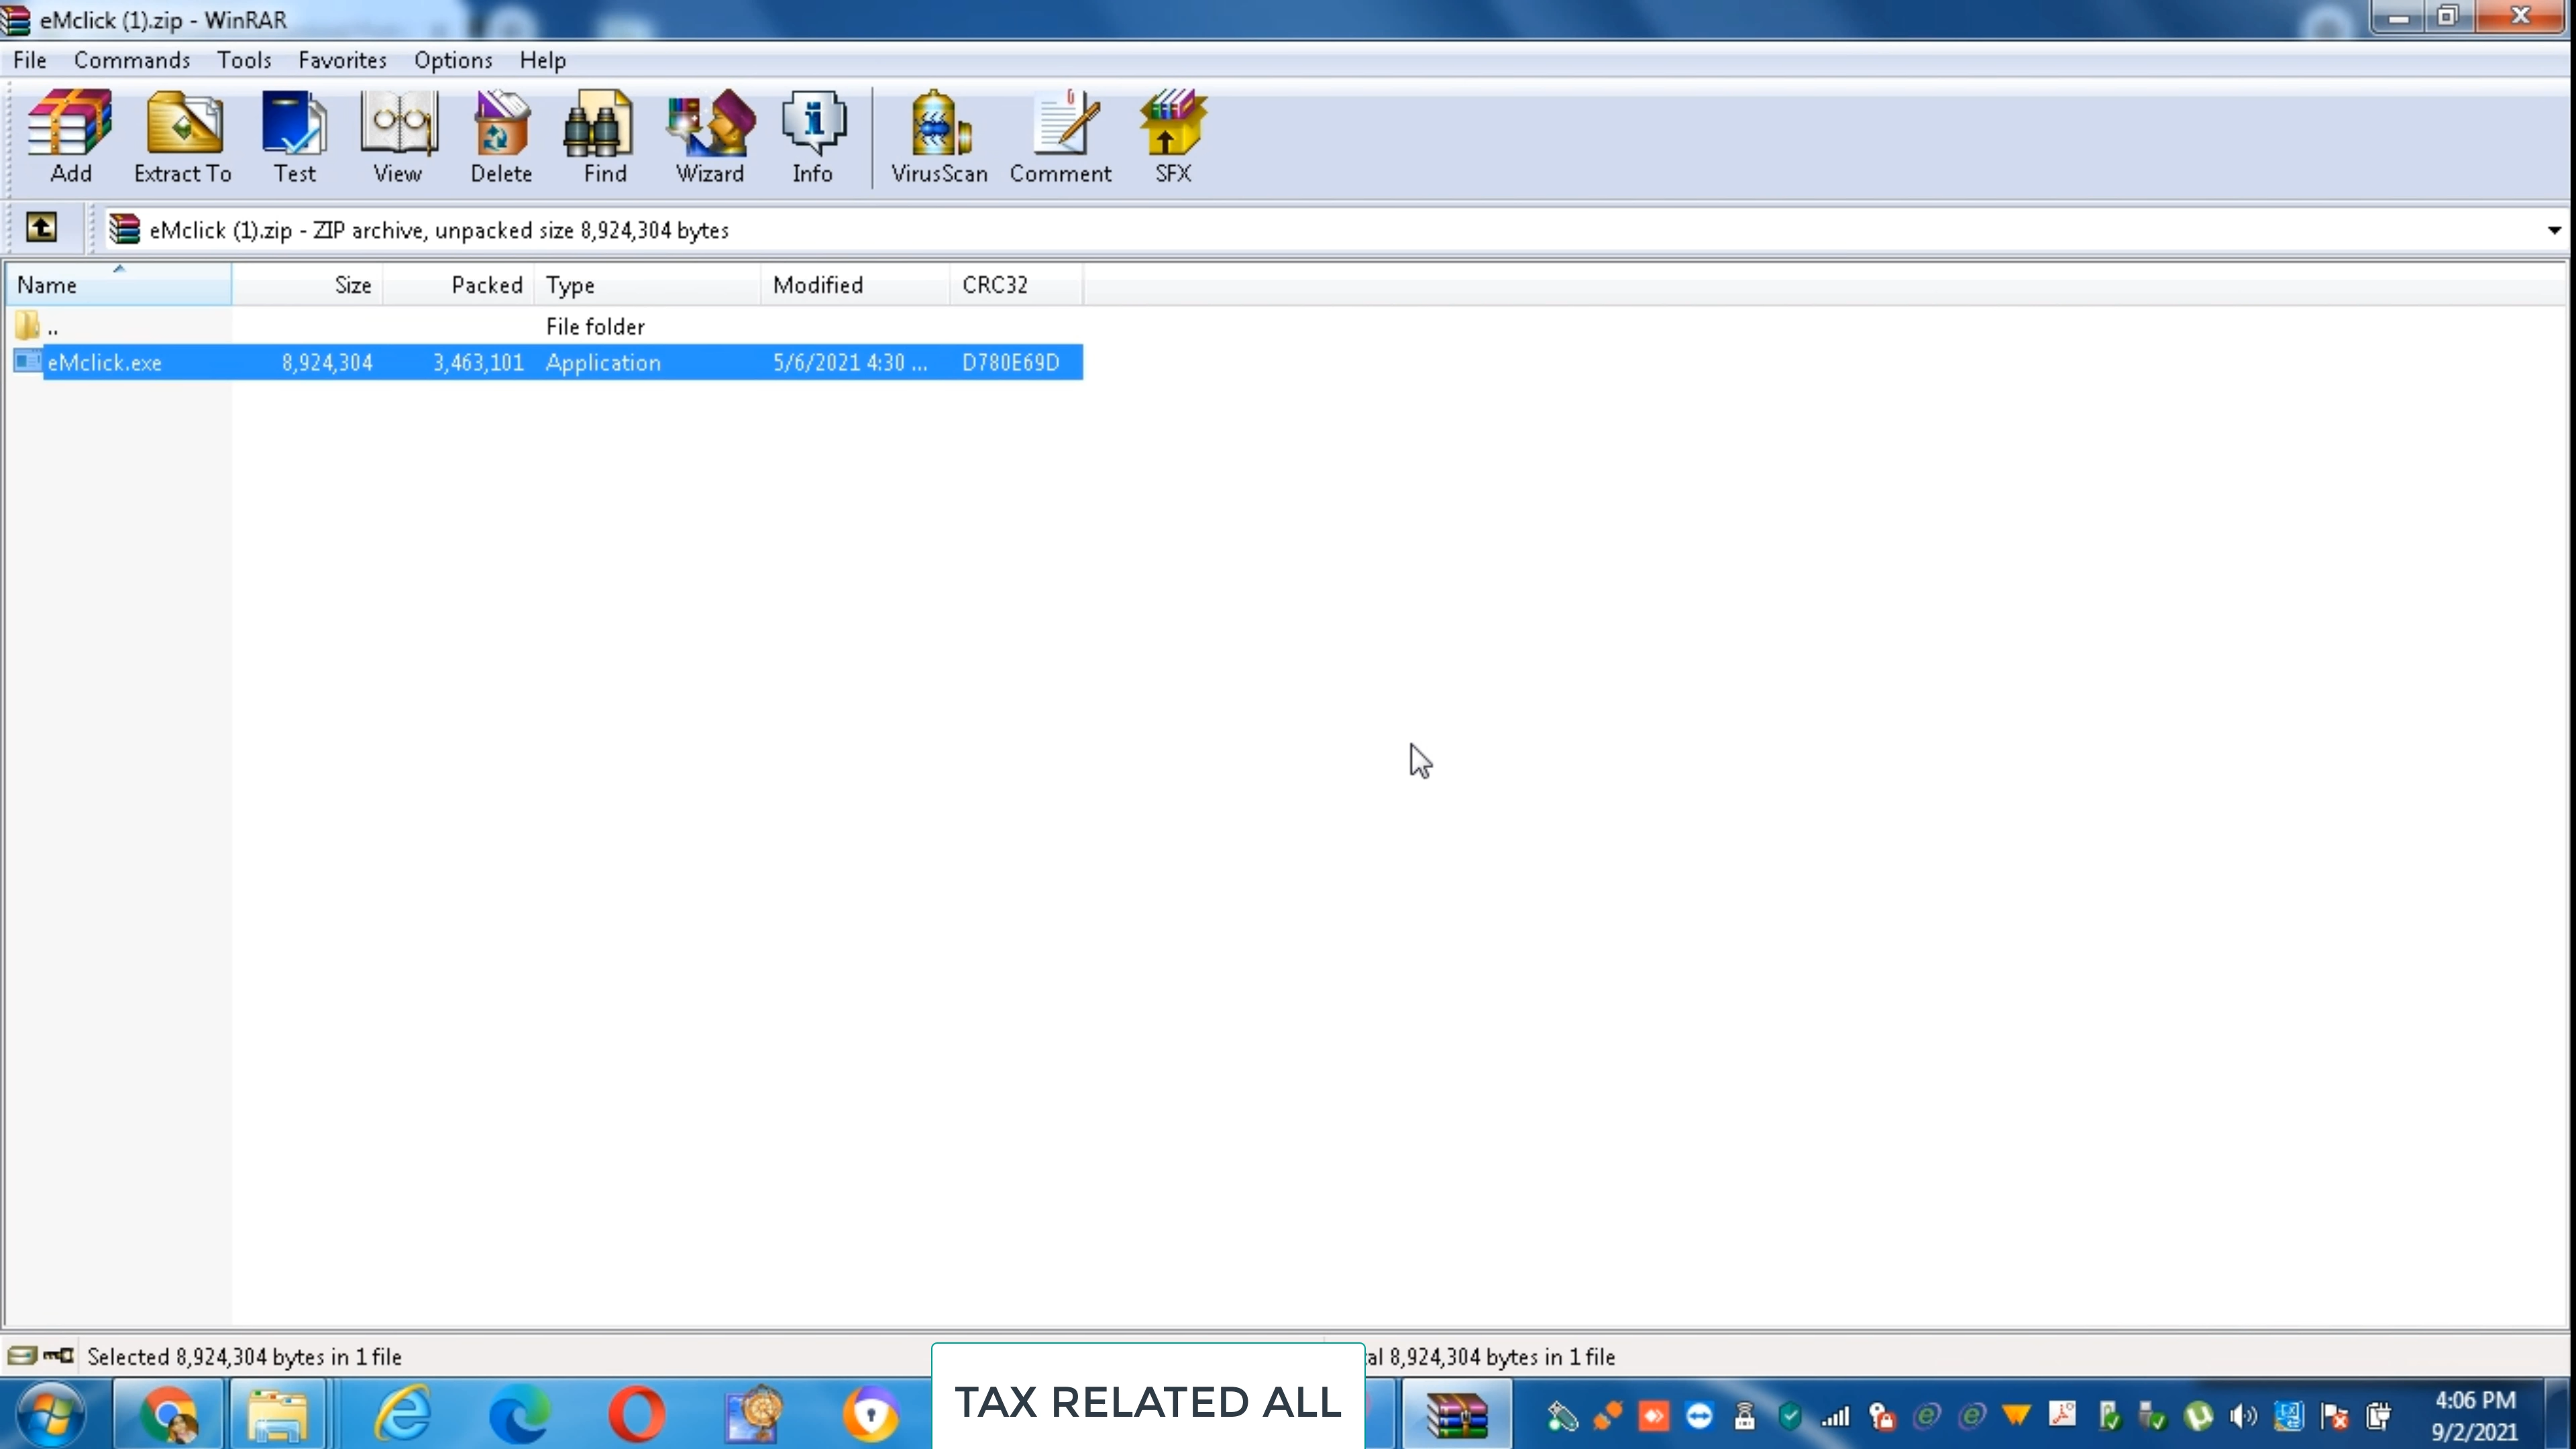 eMclick (1).zip - WinRAR
File Commands Tools Favorites Options Help
Add Extract To Test View Delete Find Wizard Info VirusScan Comment SFX
eMclick (1).zip - ZIP archive, unpacked size 8,924,304 bytes
Name Size Packed Type Modified CRC32
.. File folder
eMclick.exe 8,924,304 3,463,101 Application 5/6/2021 4:30 ... D780E69D
Selected 8,924,304 bytes in 1 file al 8,924,304 bytes in 1 file
TAX RELATED ALL
4:06 PM
9/2/2021